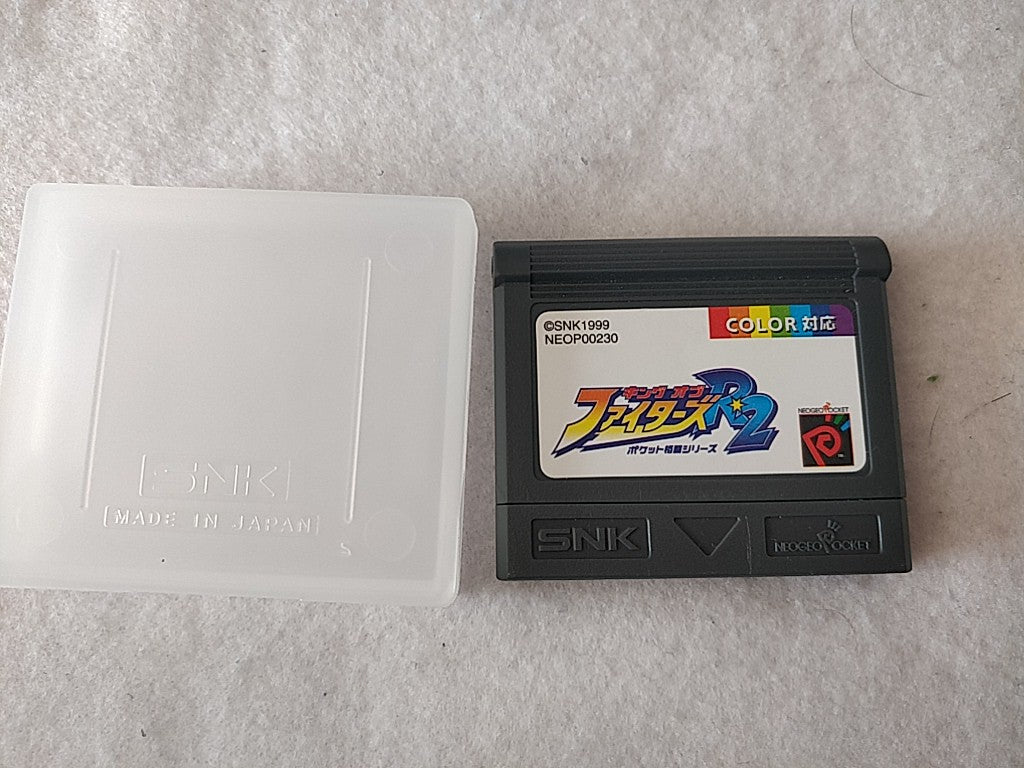 SNK
MADE IN JAPAN
S
©SNK1999
NEOP00230
COLOR 対応
キング オブ
ファイターズR2
ポケット格闘シリーズ
NEOGEO POCKET
SNK
NEOGEO POCKET